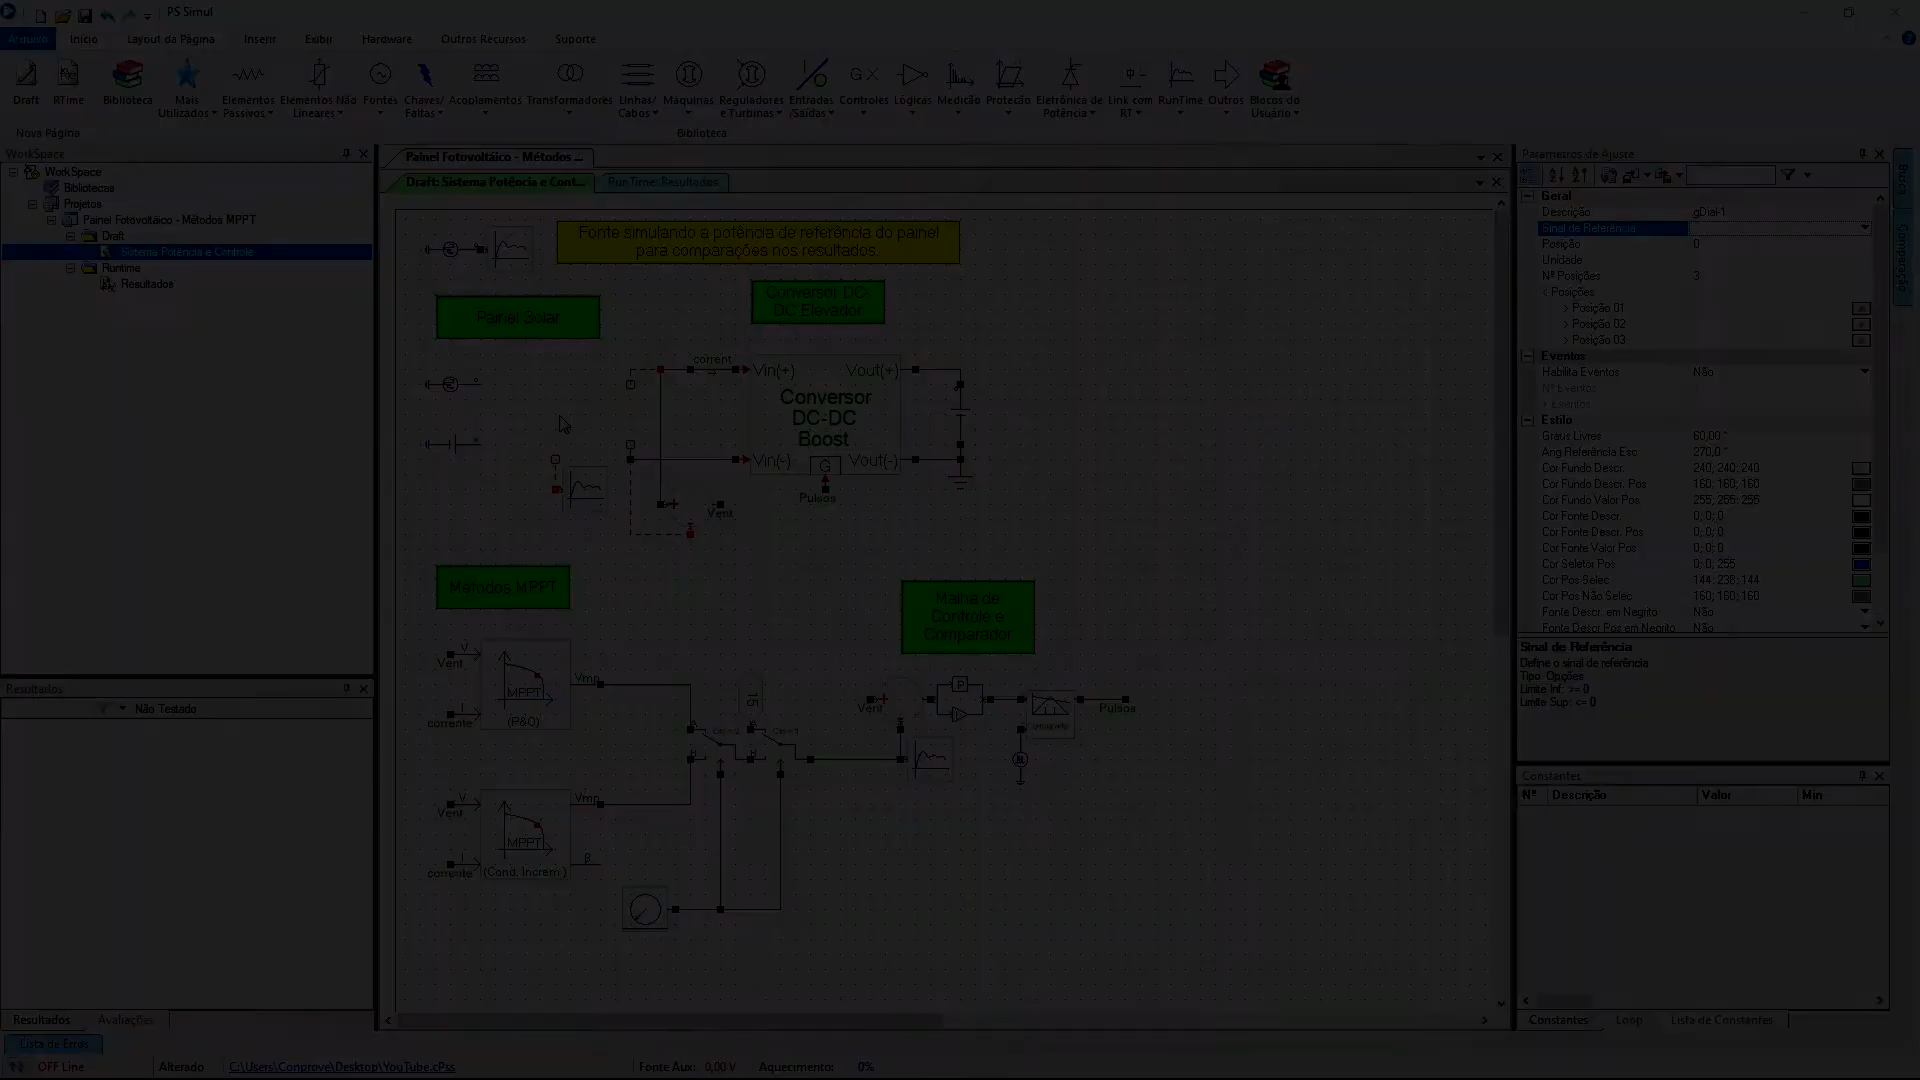 PS Simul
Arquivo Início Layout da Página Inserir Exibir Hardware Outros Recursos Suporte
Draft RTime Biblioteca Mais Utilizados Elementos Passivos Elementos Não Lineares Fontes Chaves/ Faltas Acoplamentos Transformadores Linhas/ Cabos Máquinas Reguladores e Turbinas Entradas /Saídas Controles Lógicas Medição Protecão Eletrônica de Potência Link com RT RunTime Outros Blocos do Usuário
Nova Página Biblioteca
WorkSpace
WorkSpace
Bibliotecas
Projetos
Painel Fotovoltáico - Métodos MPPT
Draft
Sistema Potência e Controle
Runtime
Resultados
Resultados
Não Testado
Resultados Avaliações
Lista de Erros
OFF Line Alterado C:\Users\Conprove\Desktop\YouTube.cPss Fonte Aux: 0,00 V Aquecimento: 0%
Painel Fotovoltáico - Métodos ...
Draft: Sistema Potência e Cont... RunTime: Resultados
Fonte simulando a potência de referência do painel
para comparações nos resultados.
Painel Solar
Conversor DC-
DC Elevador
corrent
Vin(+) Vout(+)
Conversor
DC-DC
Boost
Vin(-) G Vout(-)
Pulsos
Vent
Métodos MPPT
Malha de
Controle e
Comparador
V
Vent
MPPT
Vmp
I
corrente
(P&O)
15
Vent
P
I
Pulsos
A
B
A
B
V
Vent
MPPT
Vmp
I
corrente
(Cond. Increm.)
β
Parametros de Ajuste
Geral
Descrição gDial-1
Sinal de Referência
Posição 0
Unidade
Nº Posições 3
Posições
Posição 01
Posição 02
Posição 03
Eventos
Habilita Eventos Não
Nº Eventos
Eventos
Estilo
Graus Livres 60,00 °
Ang Referência Esc 270,0 °
Cor Fundo Descr. 240; 240; 240
Cor Fundo Descr. Pos 160; 160; 160
Cor Fundo Valor Pos 255; 255; 255
Cor Fonte Descr. 0; 0; 0
Cor Fonte Descr. Pos 0; 0; 0
Cor Fonte Valor Pos 0; 0; 0
Cor Seletor Pos 0; 0; 255
Cor Pos Selec 144; 238; 144
Cor Pos Não Selec 160; 160; 160
Fonte Descr. em Negrito Não
Fonte Descr Pos em Negrito Não
Sinal de Referência
Define o sinal de referência
Tipo: Opções
Limite Inf: >= 0
Limite Sup: <= 0
Constantes
Nº Descrição Valor Min
Constantes Loop Lista de Constantes
Busca
Comparação